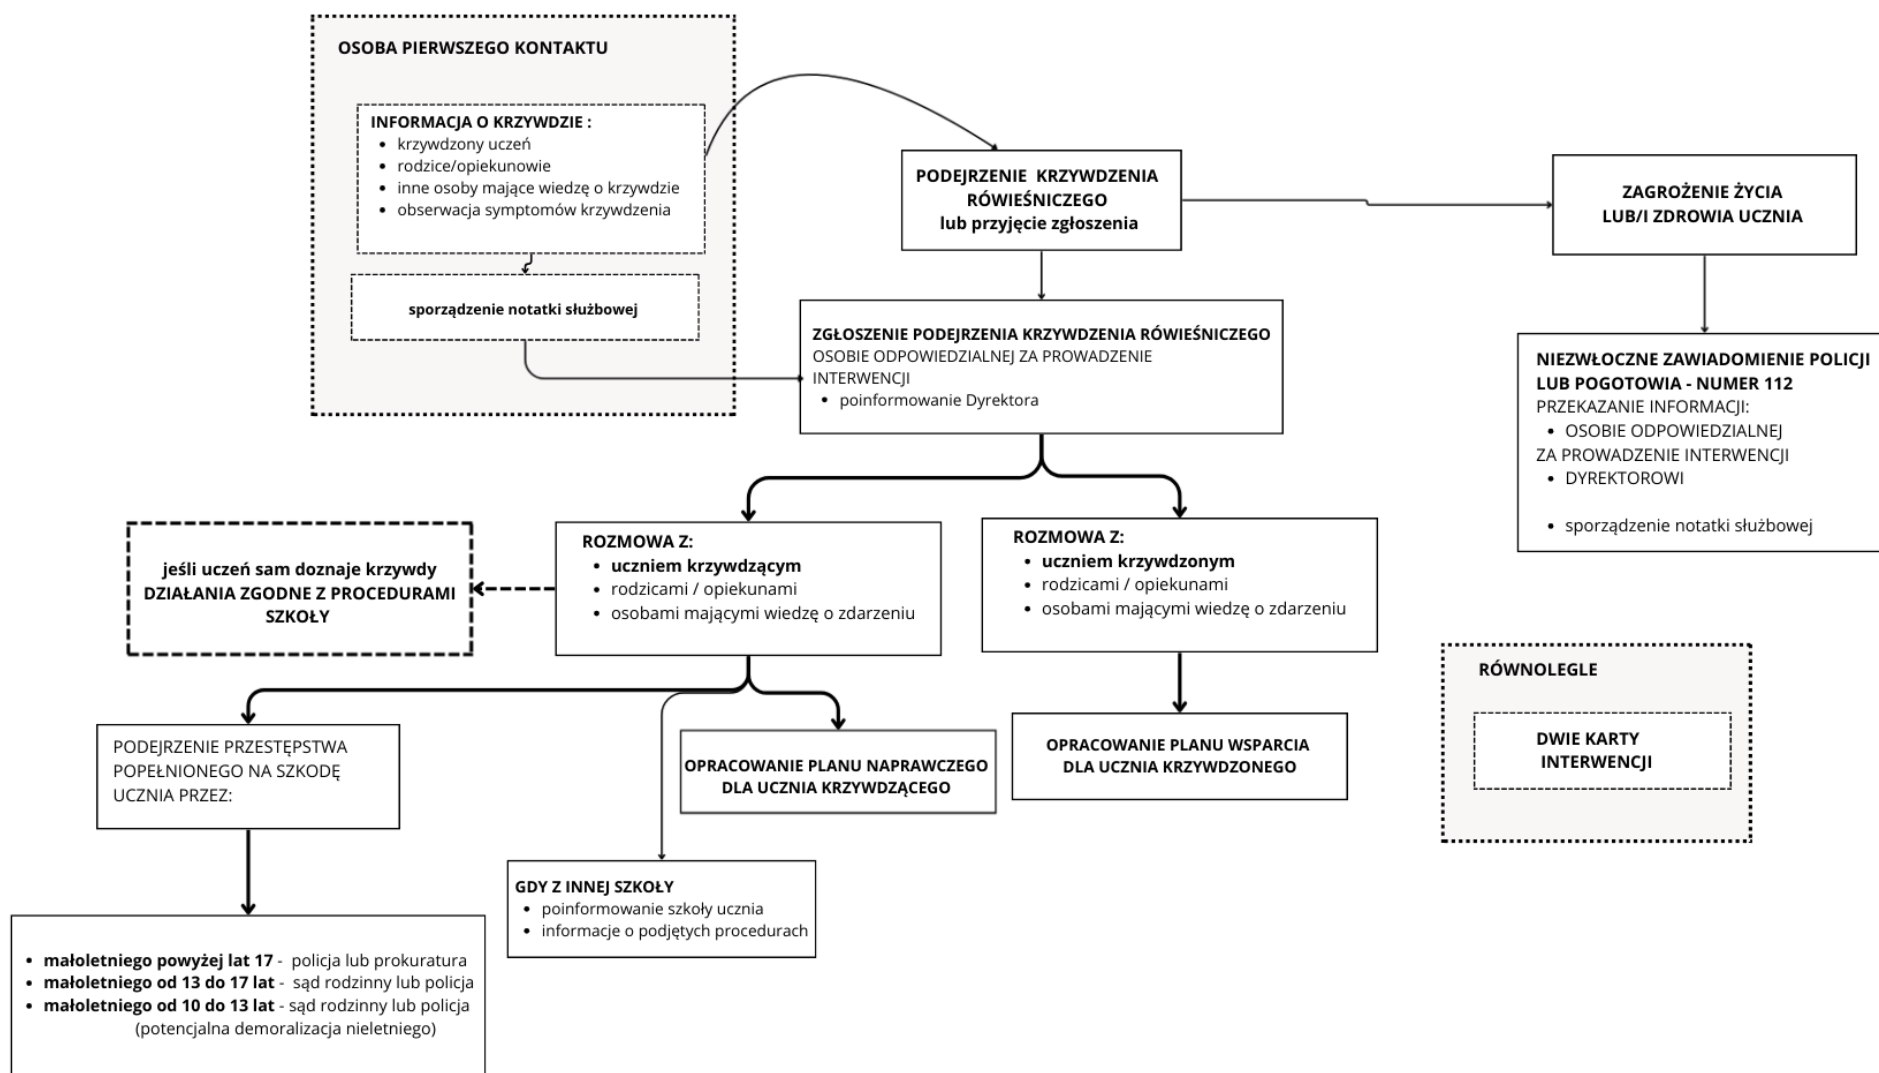 OSOBA PIERWSZEGO KONTAKTU
INFORMACJA O KRZYWDZIE :
• krzywdzony uczeń
• rodzice/opiekunowie
• inne osoby mające wiedzę o krzywdzie
• obserwacja symptomów krzywdzenia
sporządzenie notatki służbowej
PODEJRZENIE KRZYWDZENIA
RÓWIEŚNICZEGO
lub przyjęcie zgłoszenia
ZAGROŻENIE ŻYCIA
LUB/I ZDROWIA UCZNIA
ZGŁOSZENIE PODEJRZENIA KRZYWDZENIA RÓWIEŚNICZEGO
OSOBIE ODPOWIEDZIALNEJ ZA PROWADZENIE
INTERWENCJI
• poinformowanie Dyrektora
NIEZWŁOCZNE ZAWIADOMIENIE POLICJI
LUB POGOTOWIA - NUMER 112
PRZEKAZANIE INFORMACJI:
• OSOBIE ODPOWIEDZIALNEJ
ZA PROWADZENIE INTERWENCJI
• DYREKTOROWI
• sporządzenie notatki służbowej
jeśli uczeń sam doznaje krzywdy
DZIAŁANIA ZGODNE Z PROCEDURAMI
SZKOŁY
ROZMOWA Z:
• uczniem krzywdzącym
• rodzicami / opiekunami
• osobami mającymi wiedzę o zdarzeniu
ROZMOWA Z:
• uczniem krzywdzonym
• rodzicami / opiekunami
• osobami mającymi wiedzę o zdarzeniu
RÓWNOLEGLE
DWIE KARTY
INTERWENCJI
PODEJRZENIE PRZESTĘPSTWA
POPEŁNIONEGO NA SZKODĘ
UCZNIA PRZEZ:
OPRACOWANIE PLANU NAPRAWCZEGO
DLA UCZNIA KRZYWDZĄCEGO
OPRACOWANIE PLANU WSPARCIA
DLA UCZNIA KRZYWDZONEGO
GDY Z INNEJ SZKOŁY
• poinformowanie szkoły ucznia
• informacje o podjętych procedurach
• małoletniego powyżej lat 17 - policja lub prokuratura
• małoletniego od 13 do 17 lat - sąd rodzinny lub policja
• małoletniego od 10 do 13 lat - sąd rodzinny lub policja
(potencjalna demoralizacja nieletniego)